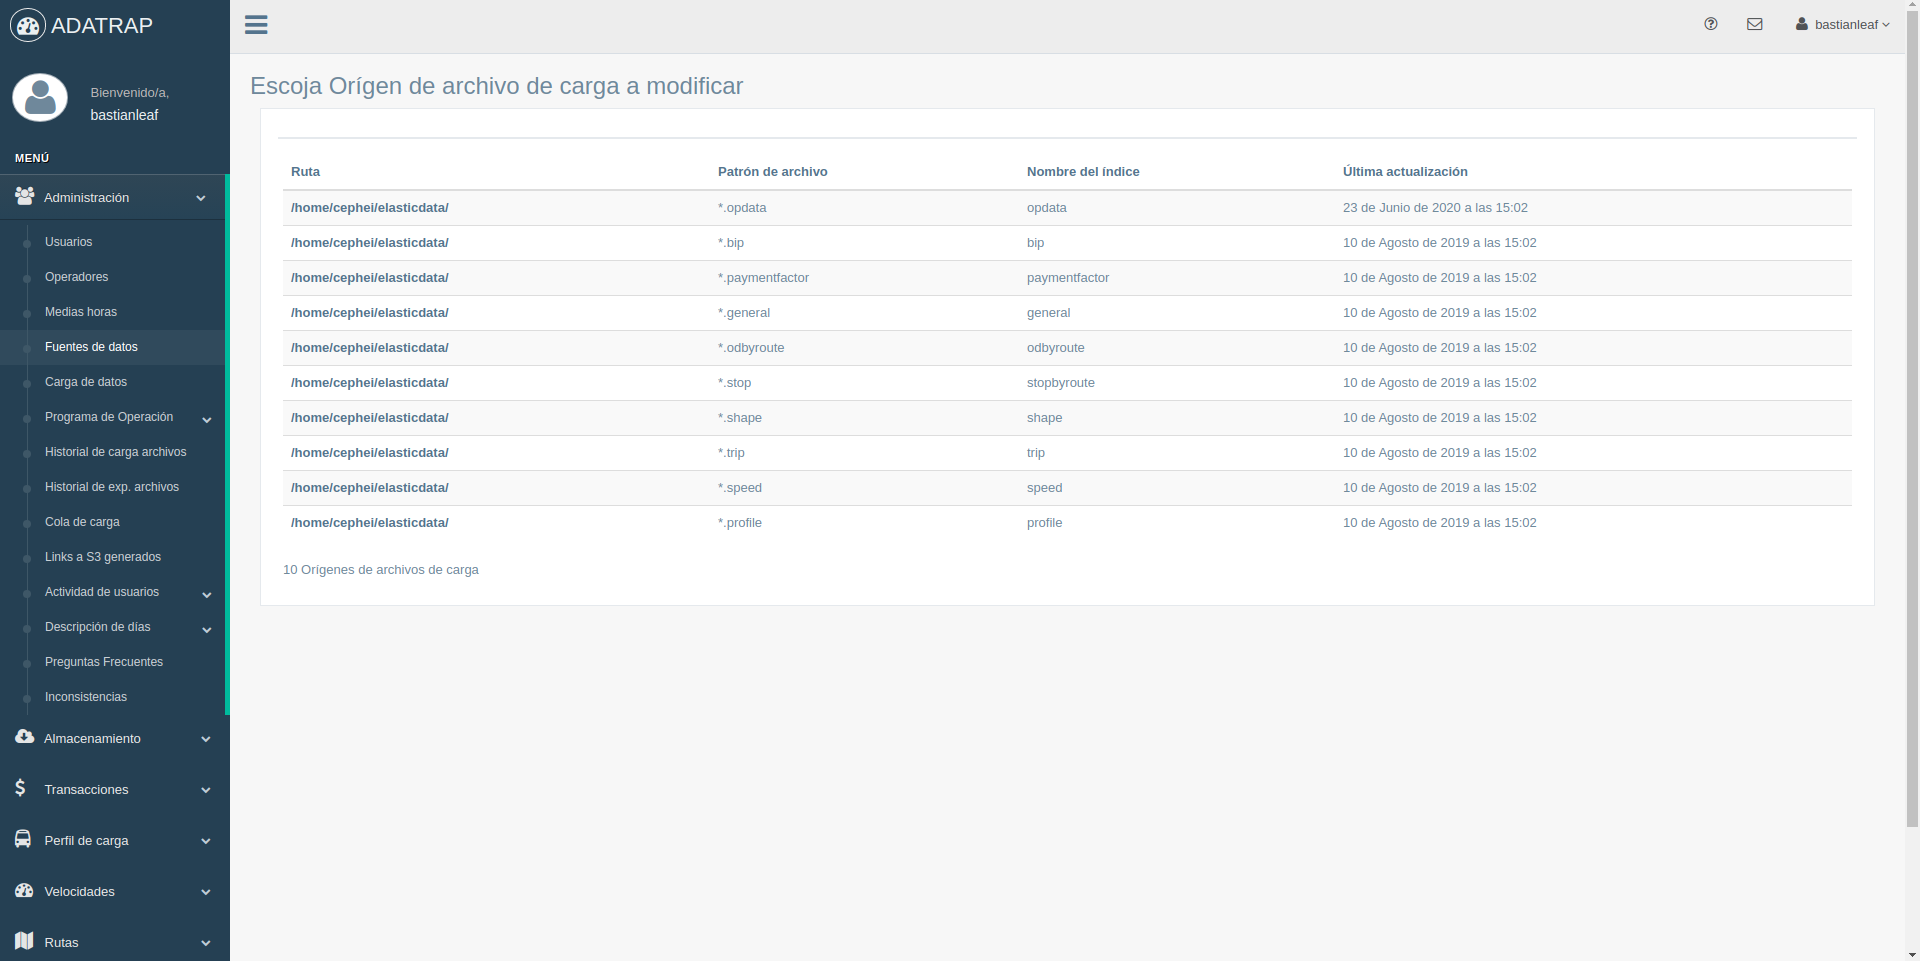 ADATRAP
bastianleaf
Bienvenido/a,
bastianleaf
MENÚ
Administración
Usuarios
Operadores
Medias horas
Fuentes de datos
Carga de datos
Programa de Operación
Historial de carga archivos
Historial de exp. archivos
Cola de carga
Links a S3 generados
Actividad de usuarios
Descripción de días
Preguntas Frecuentes
Inconsistencias
Almacenamiento
Transacciones
Perfil de carga
Velocidades
Rutas
Escoja Orígen de archivo de carga a modificar
Ruta Patrón de archivo Nombre del índice Última actualización
/home/cephei/elasticdata/ *.opdata opdata 23 de Junio de 2020 a las 15:02
/home/cephei/elasticdata/ *.bip bip 10 de Agosto de 2019 a las 15:02
/home/cephei/elasticdata/ *.paymentfactor paymentfactor 10 de Agosto de 2019 a las 15:02
/home/cephei/elasticdata/ *.general general 10 de Agosto de 2019 a las 15:02
/home/cephei/elasticdata/ *.odbyroute odbyroute 10 de Agosto de 2019 a las 15:02
/home/cephei/elasticdata/ *.stop stopbyroute 10 de Agosto de 2019 a las 15:02
/home/cephei/elasticdata/ *.shape shape 10 de Agosto de 2019 a las 15:02
/home/cephei/elasticdata/ *.trip trip 10 de Agosto de 2019 a las 15:02
/home/cephei/elasticdata/ *.speed speed 10 de Agosto de 2019 a las 15:02
/home/cephei/elasticdata/ *.profile profile 10 de Agosto de 2019 a las 15:02
10 Orígenes de archivos de carga